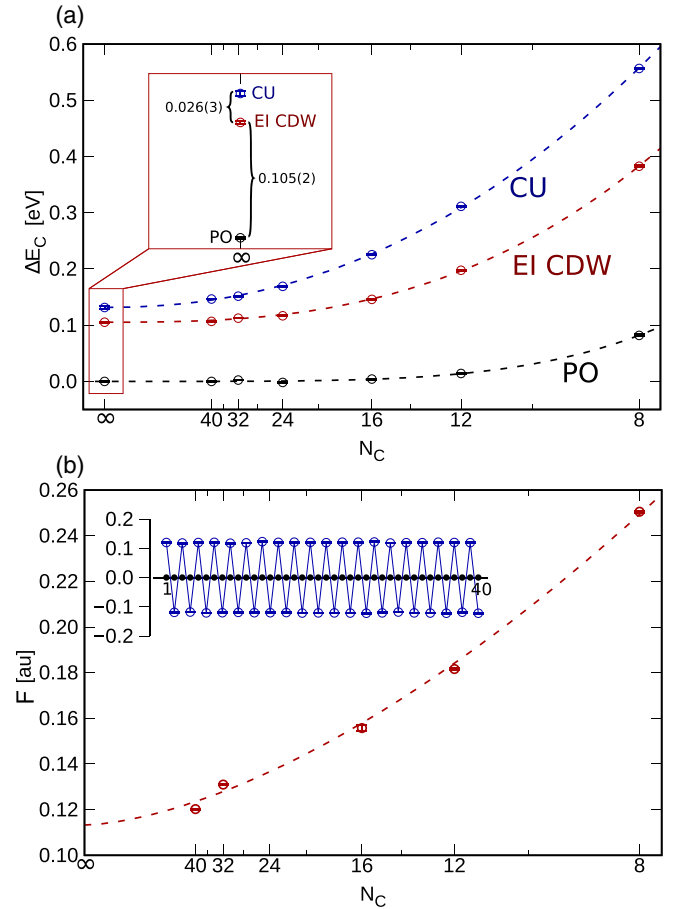 (a)
0.6
0.5
0.4
0.3
0.2
0.1
0.0
ΔE_C [eV]
0.026(3)
CU
EI CDW
0.105(2)
PO
∞
CU
EI CDW
PO
∞ 40 32 24 16 12 8
N_C
(b)
0.26
0.24
0.22
0.20
0.18
0.16
0.14
0.12
0.10
F [au]
0.2
0.1
0.0
−0.1
−0.2
1 40
∞ 40 32 24 16 12 8
N_C